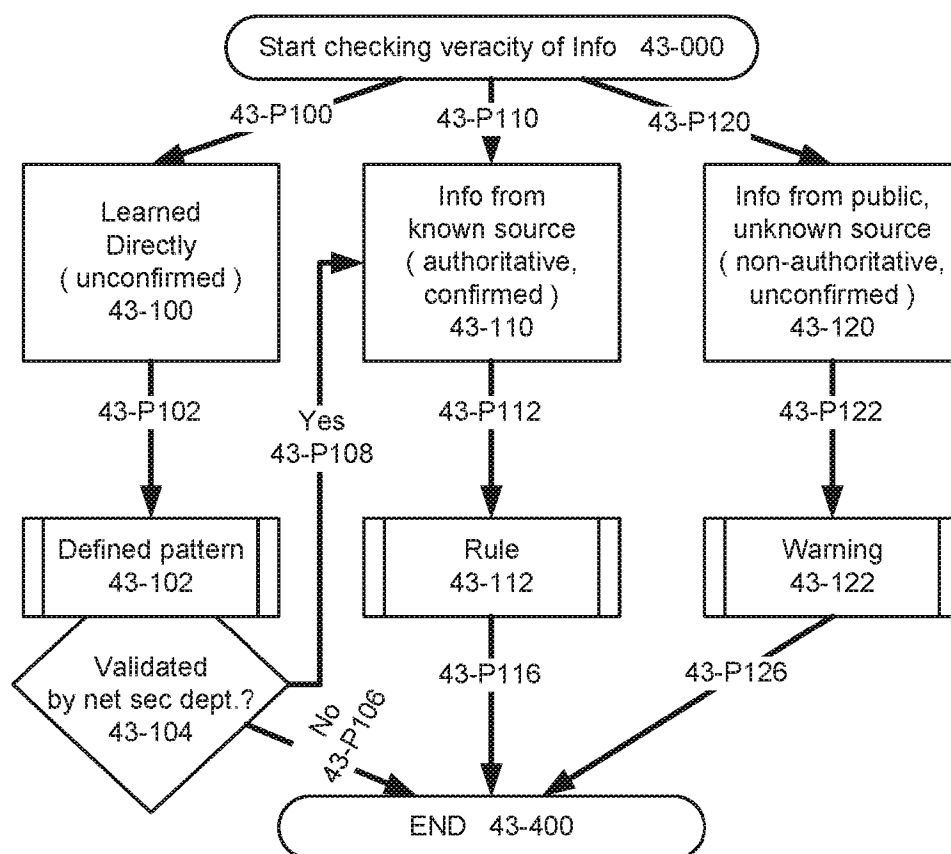 Start checking veracity of Info 43-000
43-P100
43-P110
43-P120
Learned
Directly
( unconfirmed )
43-100
Info from
known source
( authoritative,
confirmed )
43-110
Info from public,
unknown source
( non-authoritative,
unconfirmed )
43-120
43-P102
Yes
43-P108
43-P112
43-P122
Defined pattern
43-102
Rule
43-112
Warning
43-122
Validated
by net sec dept.?
43-104
No
43-P106
43-P116
43-P126
END 43-400